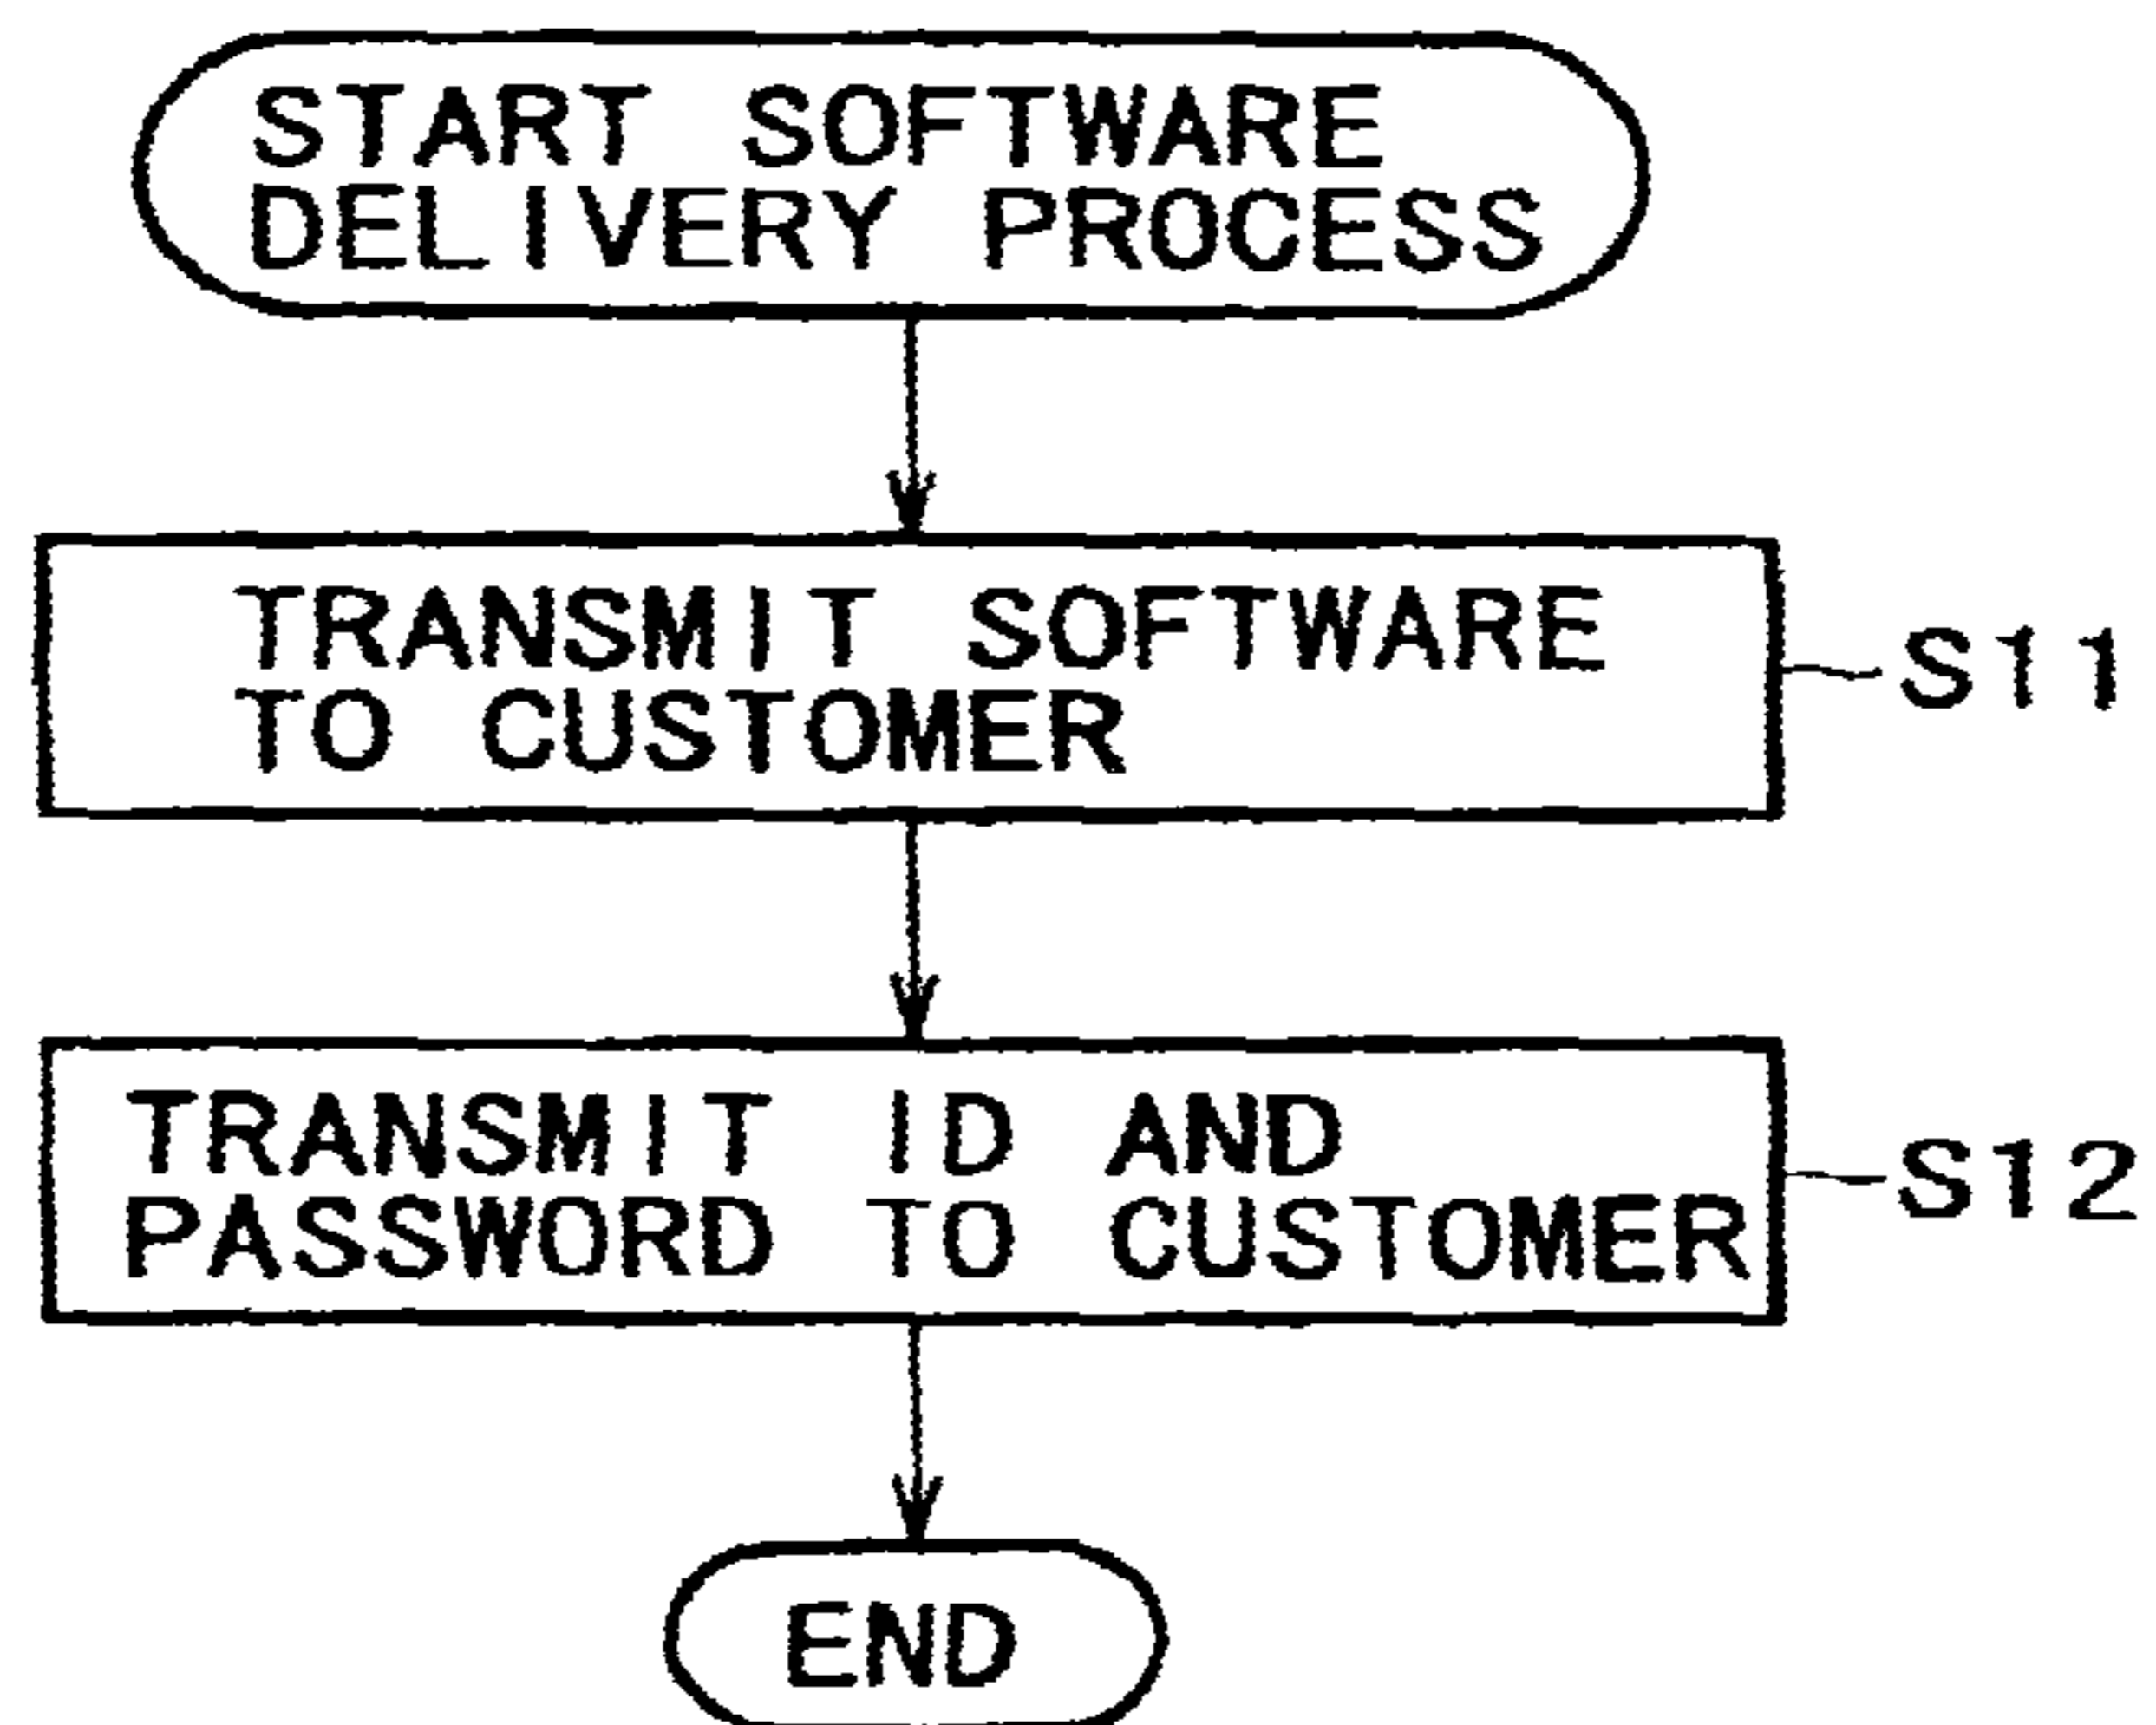 START SOFTWARE
DELIVERY PROCESS
TRANSMIT SOFTWARE
TO CUSTOMER
S11
TRANSMIT ID AND
PASSWORD TO CUSTOMER
S12
END